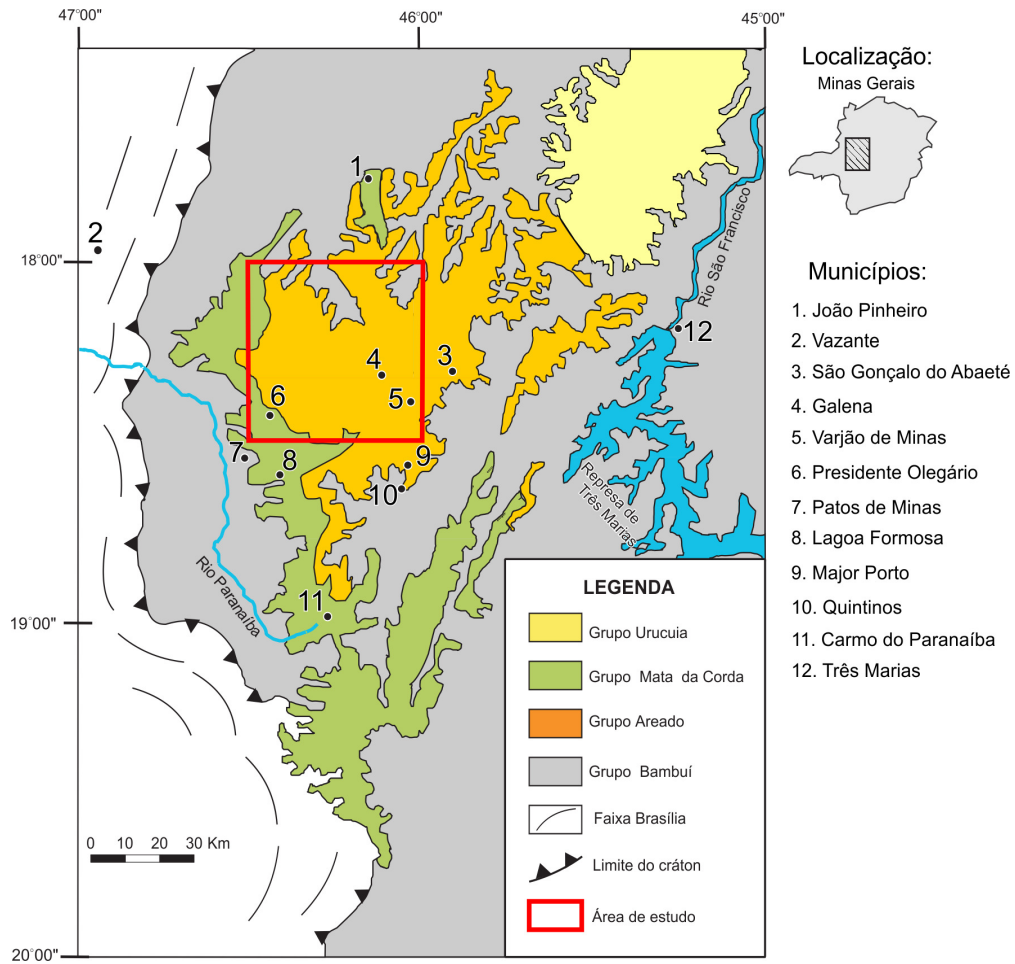 47°00"
46°00"
45°00"
18°00"
19°00"
20°00"
1
2
3
4
5
6
7
8
9
10
11
12
Rio São Francisco
Represa de
Três Marias
Rio Paranaíba
0 10 20 30 Km
LEGENDA
Grupo Urucuia
Grupo Mata da Corda
Grupo Areado
Grupo Bambuí
Faixa Brasília
Limite do cráton
Área de estudo
Localização:
Minas Gerais
Municípios:
1. João Pinheiro
2. Vazante
3. São Gonçalo do Abaeté
4. Galena
5. Varjão de Minas
6. Presidente Olegário
7. Patos de Minas
8. Lagoa Formosa
9. Major Porto
10. Quintinos
11. Carmo do Paranaíba
12. Três Marias